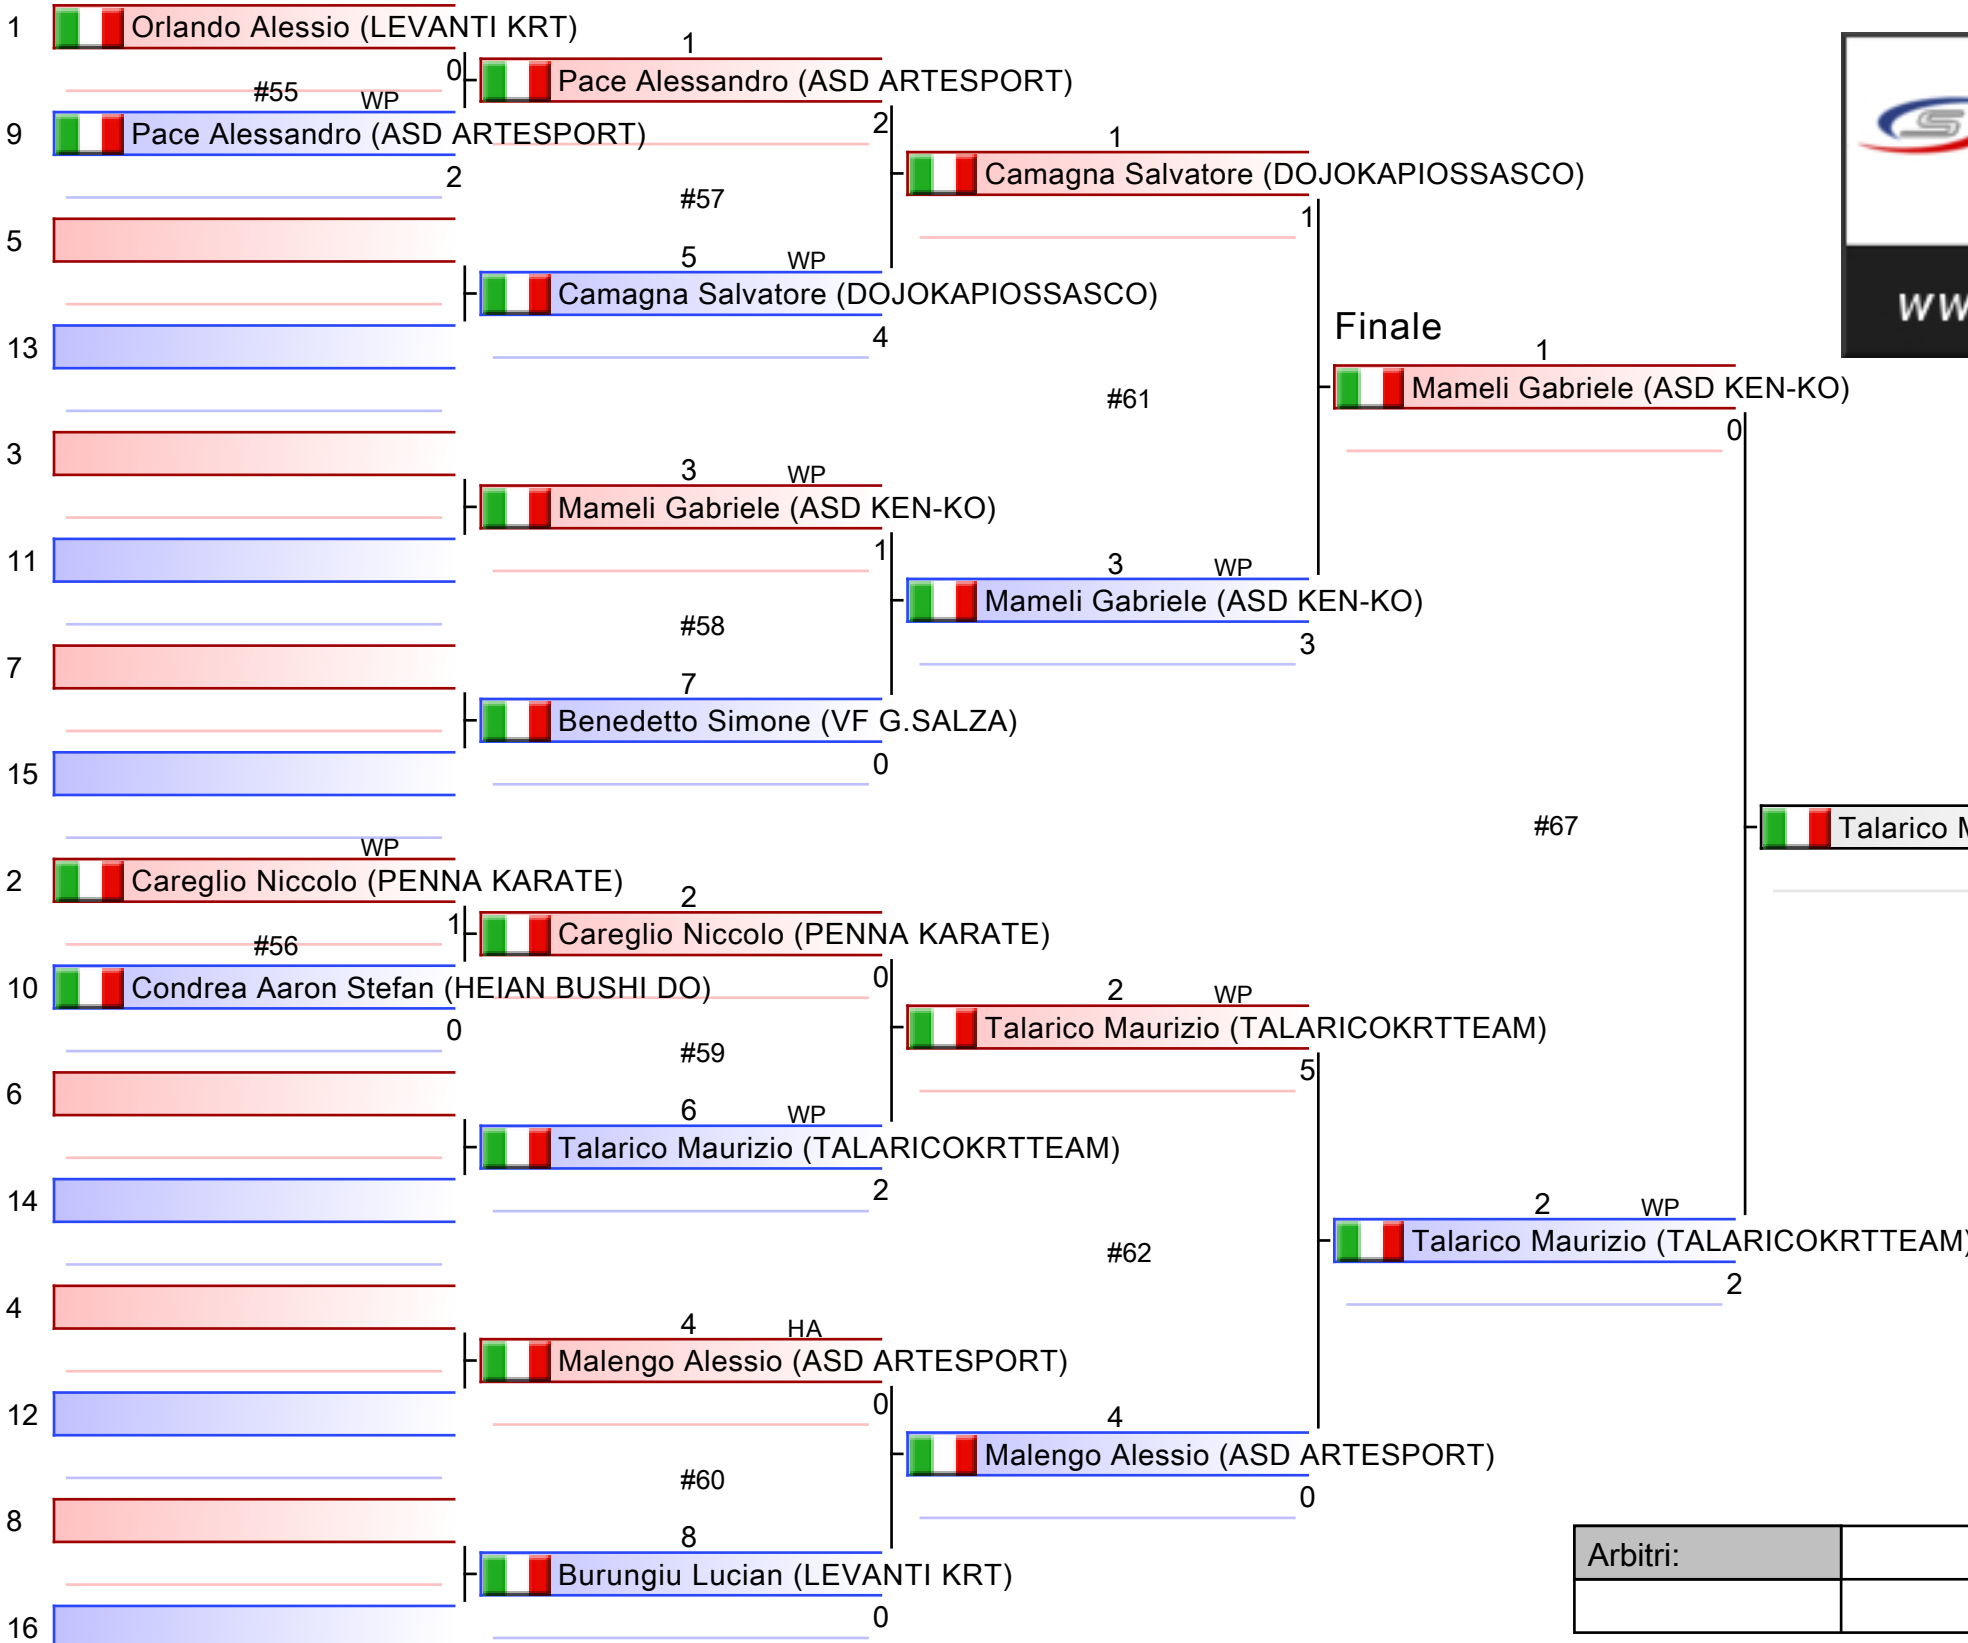 1 Orlando Alessio (LEVANTI KRT)
0
#55 WP
9 Pace Alessandro (ASD ARTESPORT)
2
5
13
3
11
7
15
WP
2 Careglio Niccolo (PENNA KARATE)
1
#56
10 Condrea Aaron Stefan (HEIAN BUSHI DO)
0
6
14
4
12
8
16
1
Pace Alessandro (ASD ARTESPORT)
2
#57
5 WP
Camagna Salvatore (DOJOKAPIOSSASCO)
4
3 WP
Mameli Gabriele (ASD KEN-KO)
1
#58
7
Benedetto Simone (VF G.SALZA)
0
2
Careglio Niccolo (PENNA KARATE)
0
#59
6 WP
Talarico Maurizio (TALARICOKRTTEAM)
2
4 HA
Malengo Alessio (ASD ARTESPORT)
0
#60
8
Burungiu Lucian (LEVANTI KRT)
0
1
Camagna Salvatore (DOJOKAPIOSSASCO)
1
#61
3 WP
Mameli Gabriele (ASD KEN-KO)
3
2 WP
Talarico Maurizio (TALARICOKRTTEAM)
5
#62
4
Malengo Alessio (ASD ARTESPORT)
0
Finale
1
Mameli Gabriele (ASD KEN-KO)
0
#67
2 WP
Talarico Maurizio (TALARICOKRTTEAM)
2
Talarico
Arbitri: